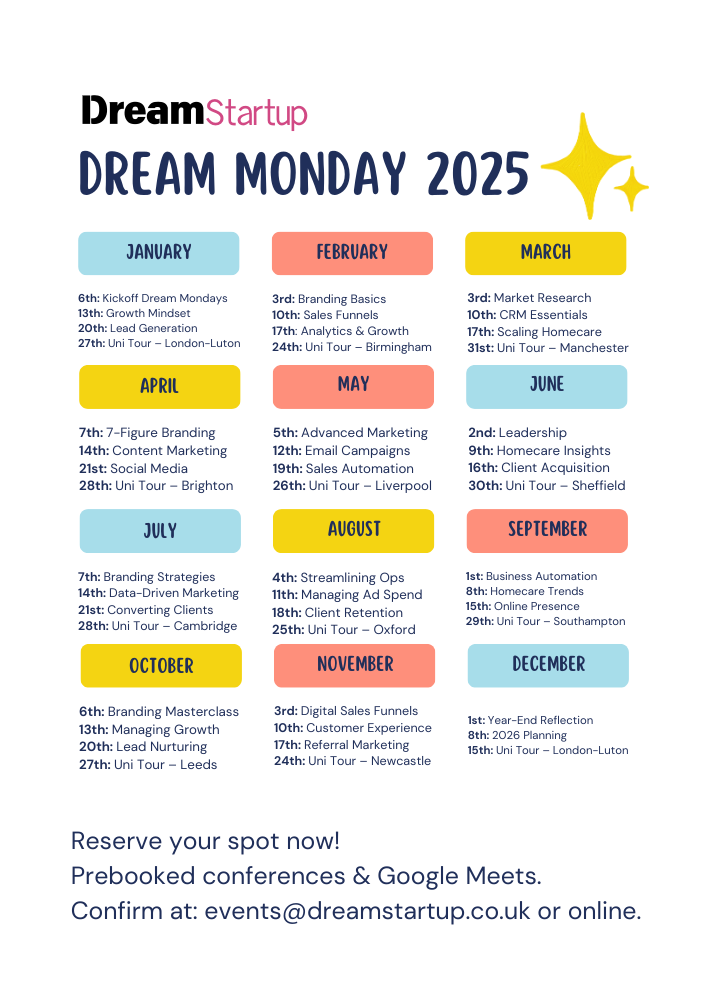 DreamStartup
DREAM MONDAY 2025
JANUARY
6th: Kickoff Dream Mondays
13th: Growth Mindset
20th: Lead Generation
27th: Uni Tour – London-Luton
FEBRUARY
3rd: Branding Basics
10th: Sales Funnels
17th: Analytics & Growth
24th: Uni Tour – Birmingham
MARCH
3rd: Market Research
10th: CRM Essentials
17th: Scaling Homecare
31st: Uni Tour – Manchester
APRIL
7th: 7-Figure Branding
14th: Content Marketing
21st: Social Media
28th: Uni Tour – Brighton
MAY
5th: Advanced Marketing
12th: Email Campaigns
19th: Sales Automation
26th: Uni Tour – Liverpool
JUNE
2nd: Leadership
9th: Homecare Insights
16th: Client Acquisition
30th: Uni Tour – Sheffield
JULY
7th: Branding Strategies
14th: Data-Driven Marketing
21st: Converting Clients
28th: Uni Tour – Cambridge
AUGUST
4th: Streamlining Ops
11th: Managing Ad Spend
18th: Client Retention
25th: Uni Tour – Oxford
SEPTEMBER
1st: Business Automation
8th: Homecare Trends
15th: Online Presence
29th: Uni Tour – Southampton
OCTOBER
6th: Branding Masterclass
13th: Managing Growth
20th: Lead Nurturing
27th: Uni Tour – Leeds
NOVEMBER
3rd: Digital Sales Funnels
10th: Customer Experience
17th: Referral Marketing
24th: Uni Tour – Newcastle
DECEMBER
1st: Year-End Reflection
8th: 2026 Planning
15th: Uni Tour – London-Luton
Reserve your spot now!
Prebooked conferences & Google Meets.
Confirm at: events@dreamstartup.co.uk or online.